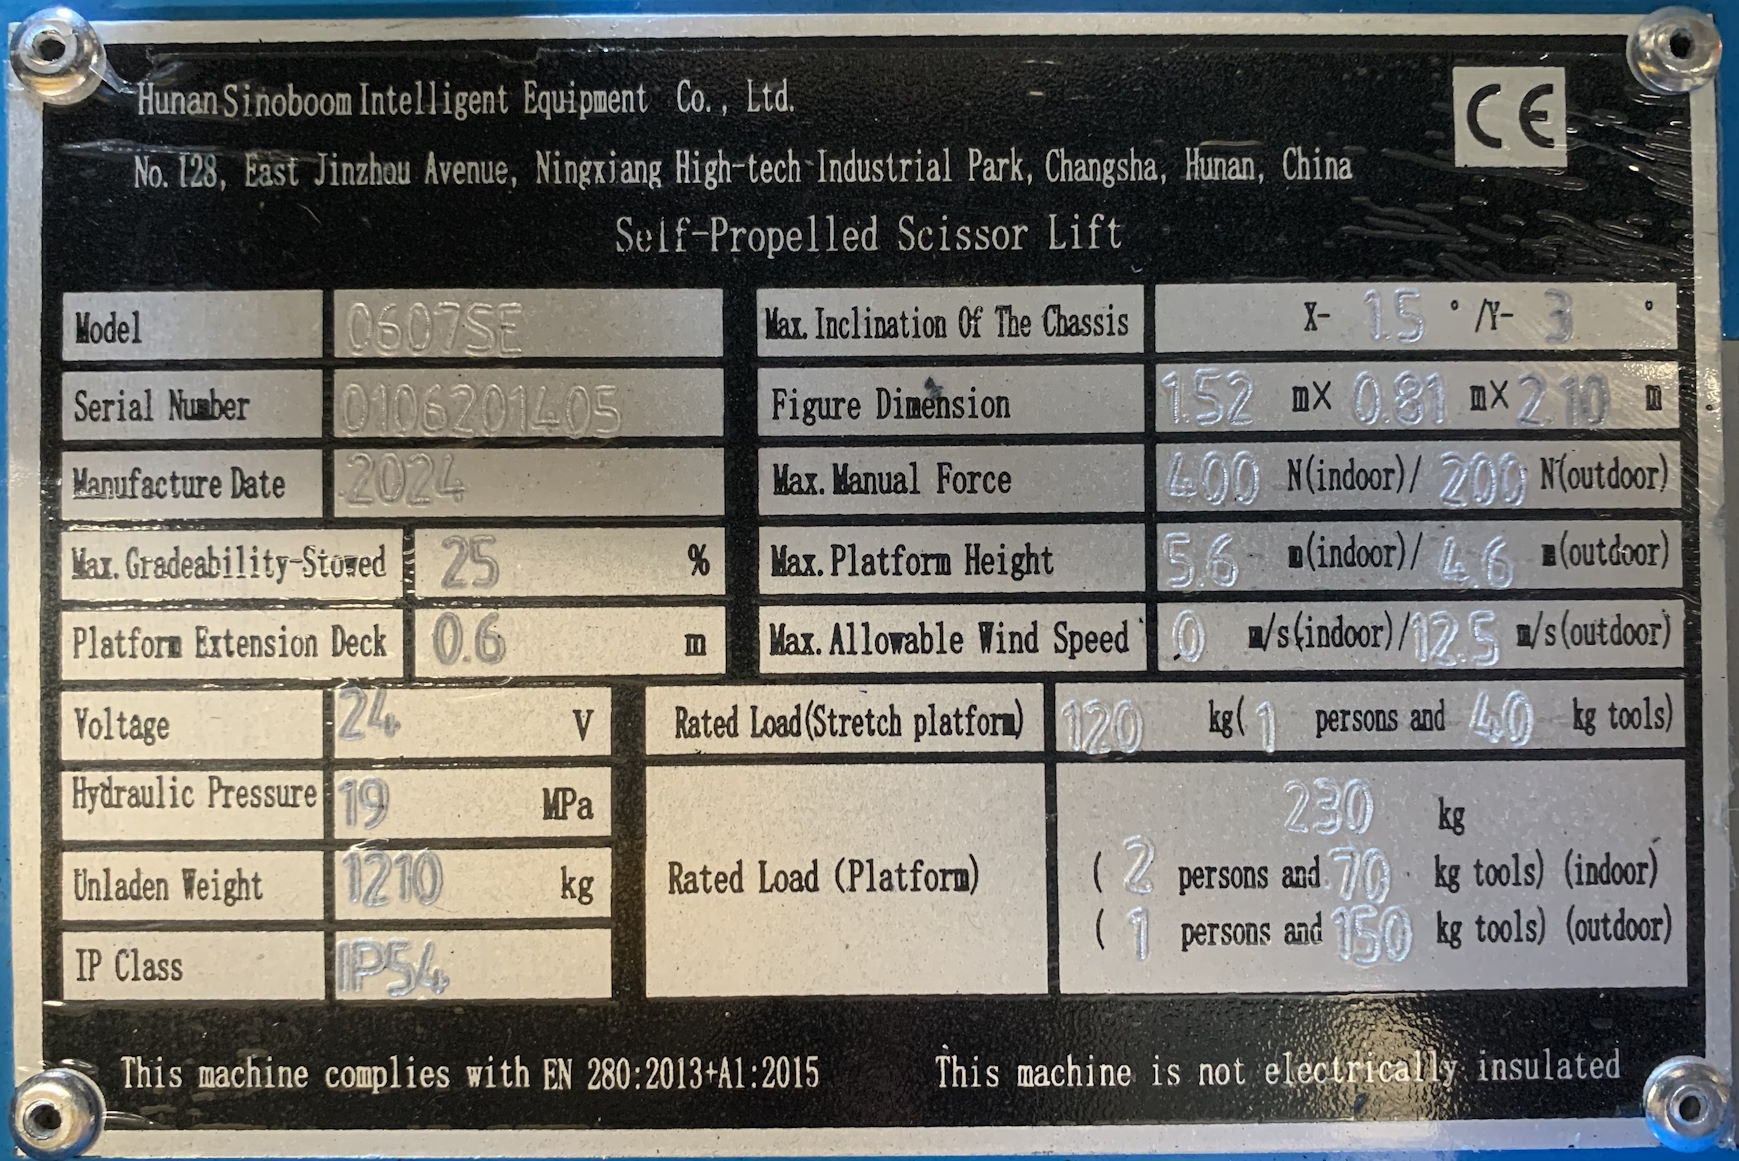 Hunan Sinoboom Intelligent Equipment Co., Ltd.
CE
No. 128, East Jinzhou Avenue, Ningxiang High-tech Industrial Park, Changsha, Hunan, China
Self-Propelled Scissor Lift
Model 0607SE
Serial Number 0106201405
Manufacture Date 2024
Max. Gradeability-Stowed 25 %
Platform Extension Deck 0.6 m
Max. Inclination Of The Chassis X- 1.5 ° /Y- 3 °
Figure Dimension 1.52 m× 0.81 m× 2.10 m
Max. Manual Force 400 N(indoor)/ 200 N(outdoor)
Max. Platform Height 5.6 m(indoor)/ 4.6 m(outdoor)
Max. Allowable Wind Speed 0 m/s(indoor)/ 12.5 m/s(outdoor)
Voltage 24 V
Hydraulic Pressure 19 MPa
Unladen Weight 1210 kg
IP Class IP54
Rated Load(Stretch platform) 120 kg( 1 persons and 40 kg tools)
Rated Load (Platform)
230 kg
( 2 persons and 70 kg tools) (indoor)
( 1 persons and 150 kg tools) (outdoor)
This machine complies with EN 280:2013+A1:2015
This machine is not electrically insulated